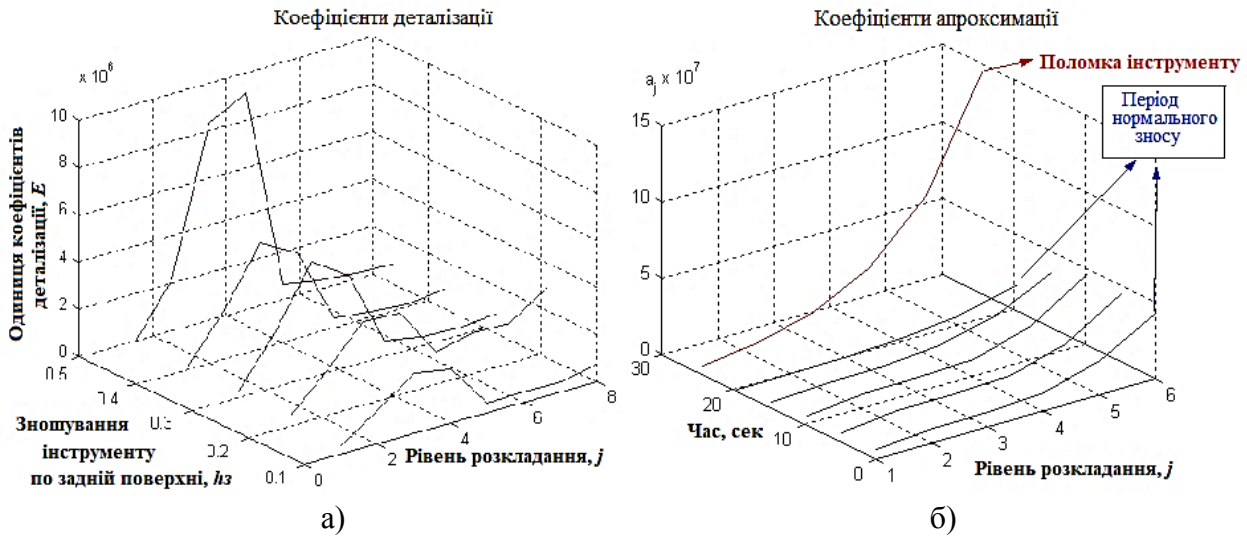 Коефіцієнти деталізації
x 10⁶
10
8
6
4
2
0
Одиниця коефіцієнтів
деталізації, E
0.5
0.4
0.3
0.2
0.1
Зношування
інструменту
по задній поверхні, hз
0
2
4
6
8
Рівень розкладання, j
а)
Коефіцієнти апроксимації
aj x 10⁷
15
10
5
0
Поломка інструменту
Період
нормального
зносу
30
20
10
0
Час, сек
1
2
3
4
5
6
Рівень розкладання, j
б)